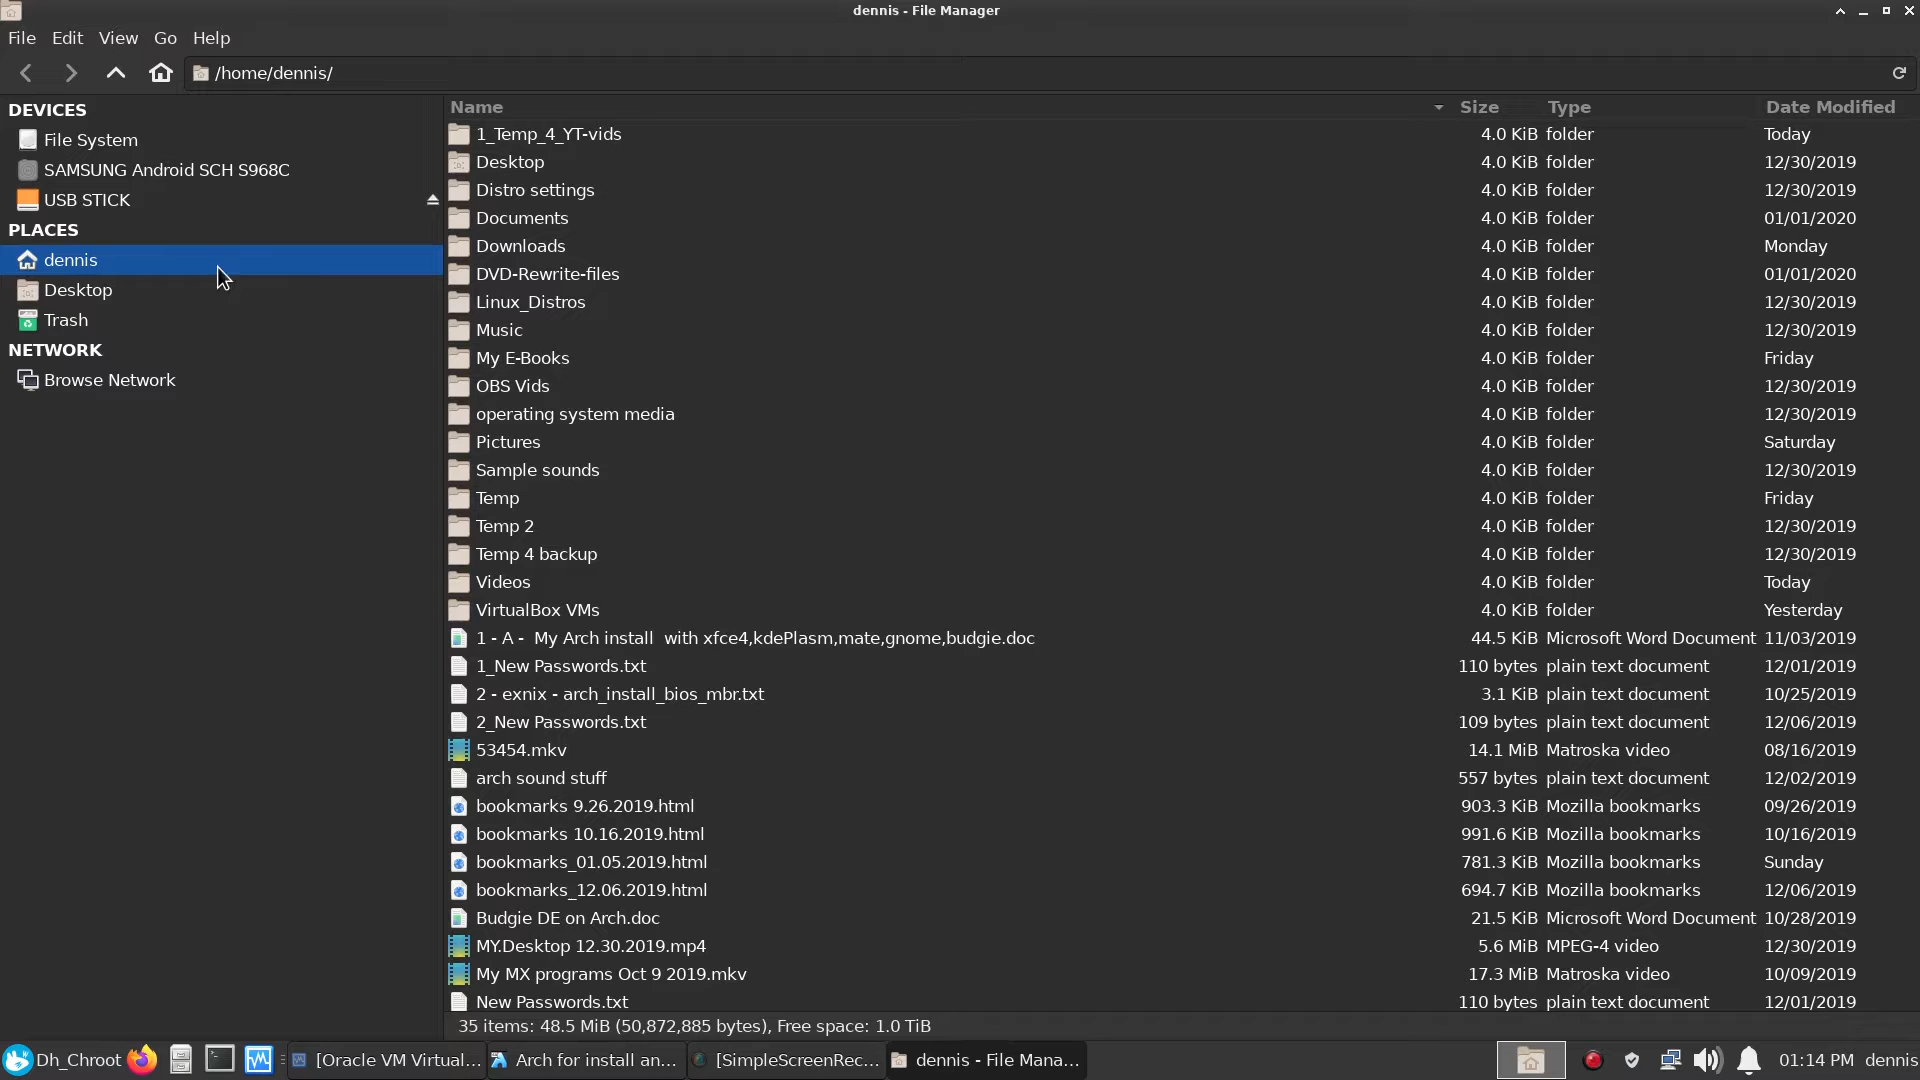 dennis - File Manager
File Edit View Go Help
/home/dennis/
DEVICES
File System
SAMSUNG Android SCH S968C
USB STICK
PLACES
dennis
Desktop
Trash
NETWORK
Browse Network
Name Size Type Date Modified
1_Temp_4_YT-vids 4.0 KiB folder Today
Desktop 4.0 KiB folder 12/30/2019
Distro settings 4.0 KiB folder 12/30/2019
Documents 4.0 KiB folder 01/01/2020
Downloads 4.0 KiB folder Monday
DVD-Rewrite-files 4.0 KiB folder 01/01/2020
Linux_Distros 4.0 KiB folder 12/30/2019
Music 4.0 KiB folder 12/30/2019
My E-Books 4.0 KiB folder Friday
OBS Vids 4.0 KiB folder 12/30/2019
operating system media 4.0 KiB folder 12/30/2019
Pictures 4.0 KiB folder Saturday
Sample sounds 4.0 KiB folder 12/30/2019
Temp 4.0 KiB folder Friday
Temp 2 4.0 KiB folder 12/30/2019
Temp 4 backup 4.0 KiB folder 12/30/2019
Videos 4.0 KiB folder Today
VirtualBox VMs 4.0 KiB folder Yesterday
1 - A -  My Arch install  with xfce4,kdePlasm,mate,gnome,budgie.doc 44.5 KiB Microsoft Word Document 11/03/2019
1_New Passwords.txt 110 bytes plain text document 12/01/2019
2 - exnix - arch_install_bios_mbr.txt 3.1 KiB plain text document 10/25/2019
2_New Passwords.txt 109 bytes plain text document 12/06/2019
53454.mkv 14.1 MiB Matroska video 08/16/2019
arch sound stuff 557 bytes plain text document 12/02/2019
bookmarks 9.26.2019.html 903.3 KiB Mozilla bookmarks 09/26/2019
bookmarks 10.16.2019.html 991.6 KiB Mozilla bookmarks 10/16/2019
bookmarks_01.05.2019.html 781.3 KiB Mozilla bookmarks Sunday
bookmarks_12.06.2019.html 694.7 KiB Mozilla bookmarks 12/06/2019
Budgie DE on Arch.doc 21.5 KiB Microsoft Word Document 10/28/2019
MY.Desktop 12.30.2019.mp4 5.6 MiB MPEG-4 video 12/30/2019
My MX programs Oct 9 2019.mkv 17.3 MiB Matroska video 10/09/2019
New Passwords.txt 110 bytes plain text document 12/01/2019
35 items: 48.5 MiB (50,872,885 bytes), Free space: 1.0 TiB
Dh_Chroot [Oracle VM Virtual... Arch for install an... [SimpleScreenRec... dennis - File Mana... 01:14 PM dennis